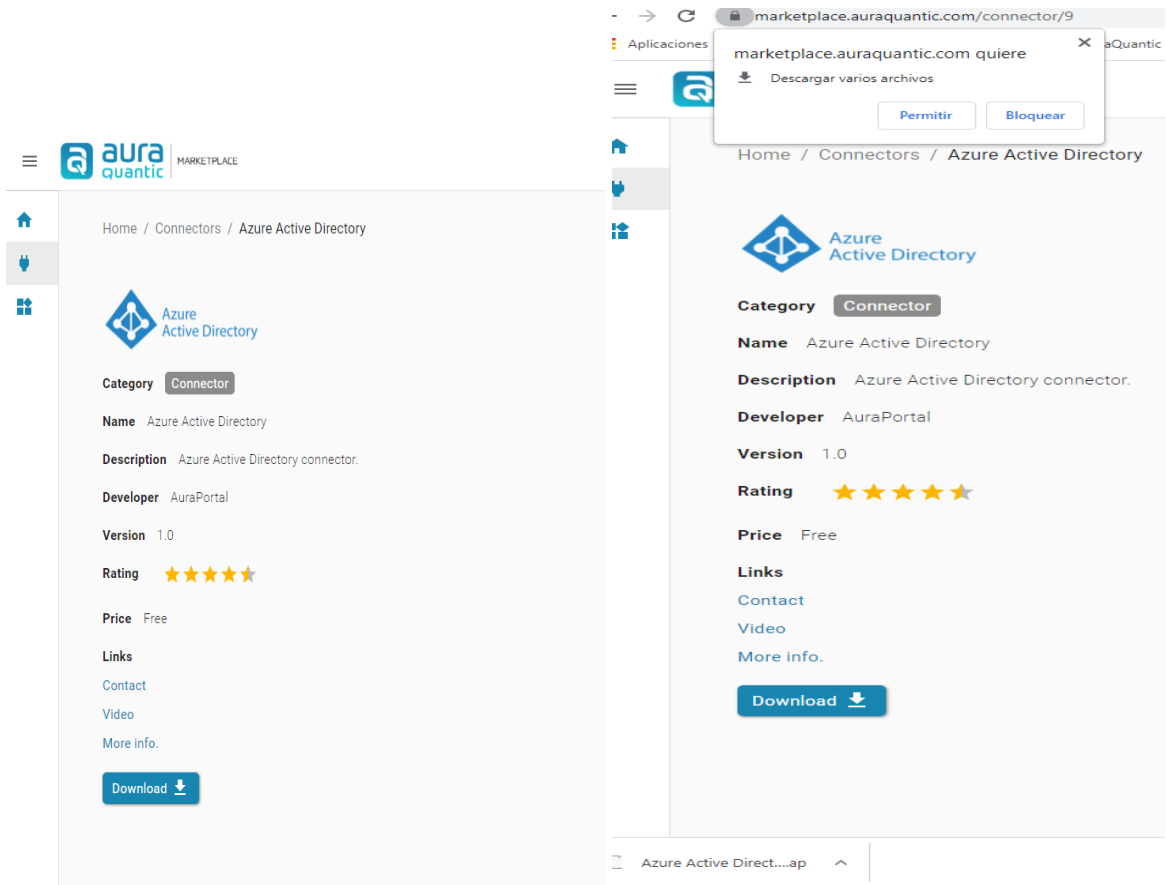 aura
quantic
MARKETPLACE
Home / Connectors / Azure Active Directory
Azure
Active Directory
Category Connector
Name Azure Active Directory
Description Azure Active Directory connector.
Developer AuraPortal
Version 1.0
Rating
Price Free
Links
Contact
Video
More info.
Download
marketplace.auraquantic.com/connector/9
Aplicaciones
aQuantic
marketplace.auraquantic.com quiere
Descargar varios archivos
Permitir Bloquear
Home / Connectors / Azure Active Directory
Azure
Active Directory
Category Connector
Name Azure Active Directory
Description Azure Active Directory connector.
Developer AuraPortal
Version 1.0
Rating
Price Free
Links
Contact
Video
More info.
Download
Azure Active Direct....ap